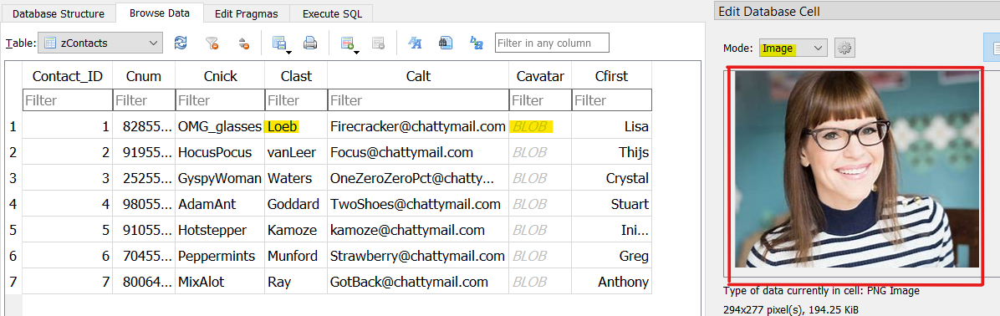 Database Structure Browse Data Edit Pragmas Execute SQL
Table: zContacts Filter in any column
Contact_ID Cnum Cnick Clast Calt Cavatar Cfirst
Filter Filter Filter Filter Filter Filter Filter
1 1 82855... OMG_glasses Loeb Firecracker@chattymail.com BLOB Lisa
2 2 91955... HocusPocus vanLeer Focus@chattymail.com BLOB Thijs
3 3 25255... GyspyWoman Waters OneZeroZeroPct@chatty... BLOB Crystal
4 4 98055... AdamAnt Goddard TwoShoes@chattymail.com BLOB Stuart
5 5 91055... Hotstepper Kamoze kamoze@chattymail.com BLOB Ini...
6 6 70455... Peppermints Munford Strawberry@chattymail.com BLOB Greg
7 7 80064... MixAlot Ray GotBack@chattymail.com BLOB Anthony
Edit Database Cell
Mode: Image
Type of data currently in cell: PNG Image
294x277 pixel(s), 194.25 KiB